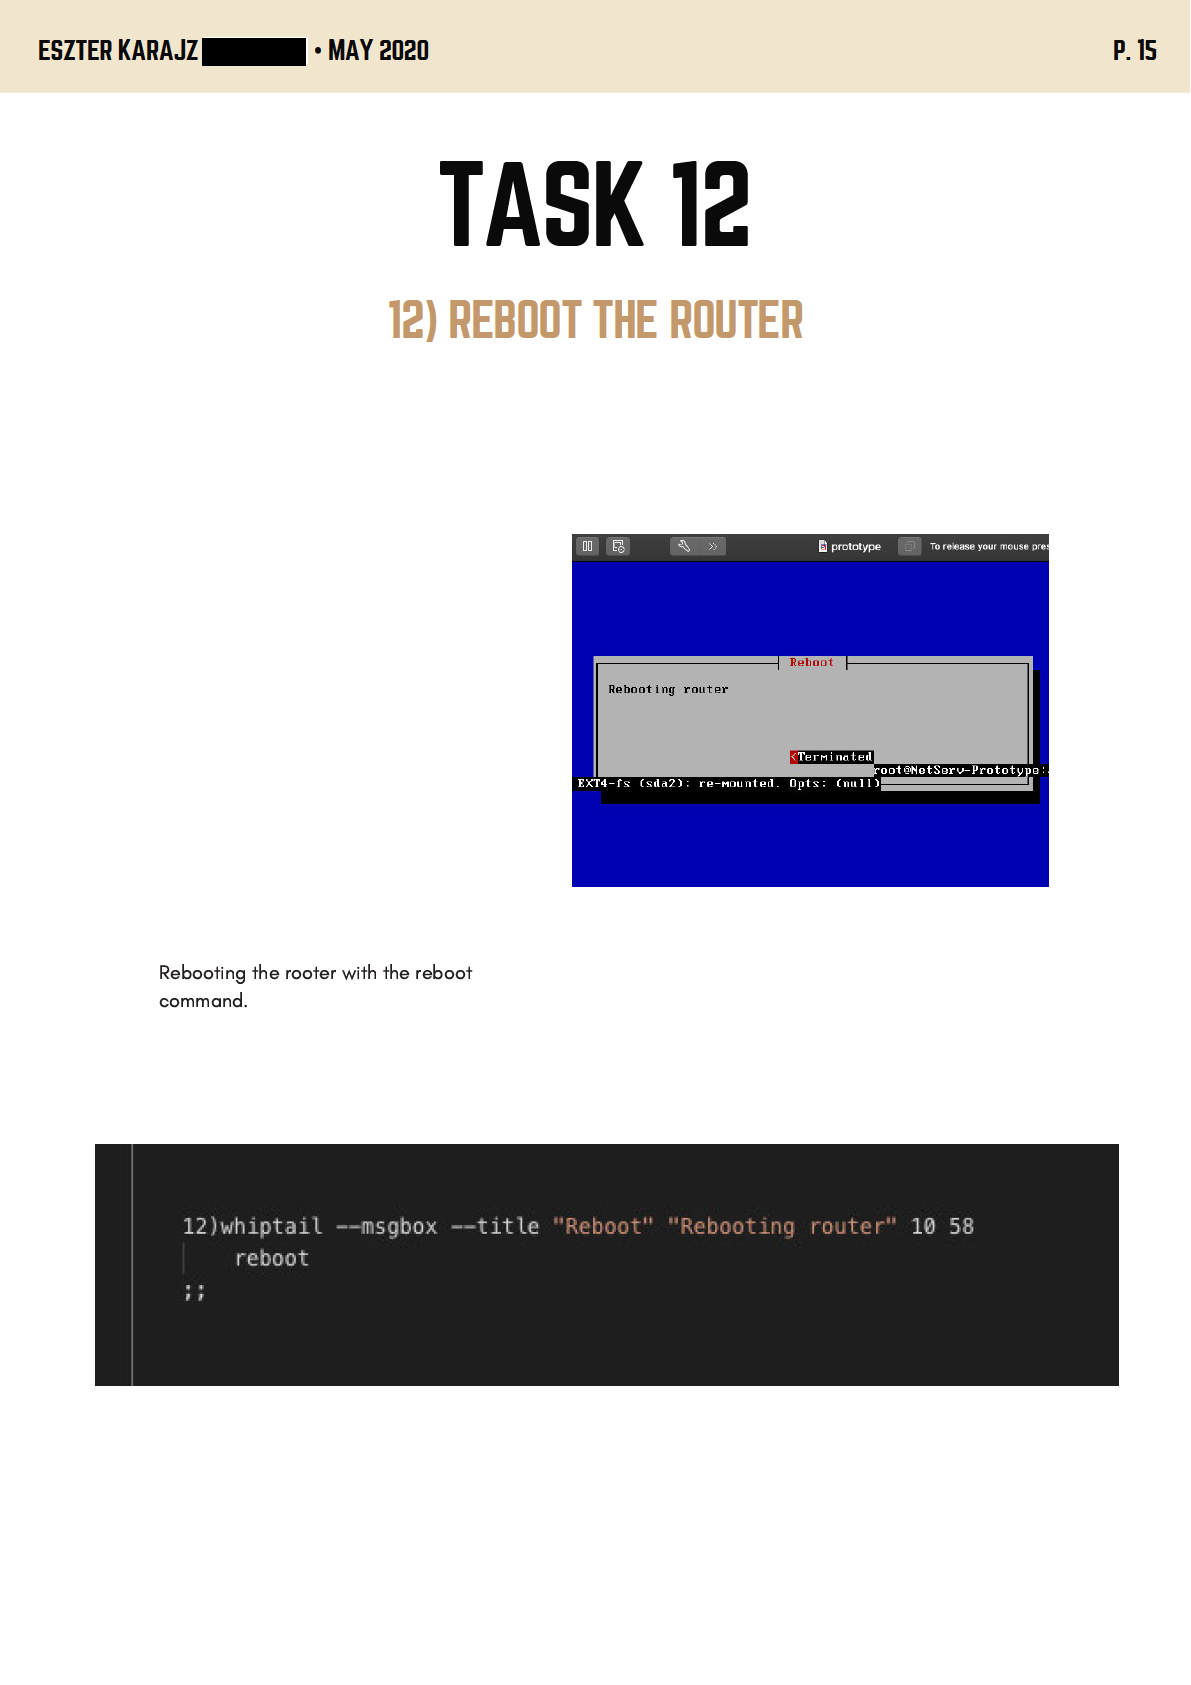 ESZTER KARAJZ • MAY 2020
P. 15
TASK 12
12) REBOOT THE ROUTER
prototype
To release your mouse pres
Reboot
Rebooting router
<Terminated
root@NetServ-Prototype:
EXT4-fs (sda2): re-mounted. Opts: (null)
Rebooting the rooter with the reboot
command.
12)whiptail --msgbox --title "Reboot" "Rebooting router" 10 58
reboot
;;